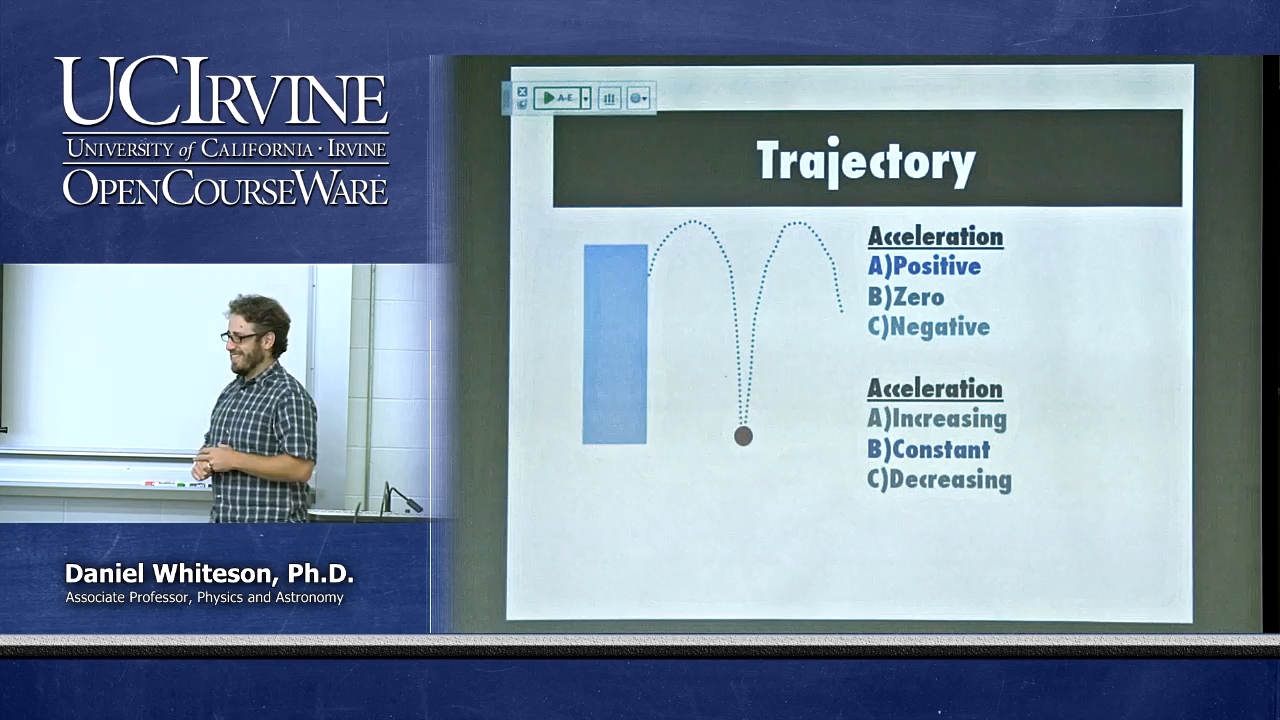 UCIRVINE
UNIVERSITY of CALIFORNIA · IRVINE
OPENCOURSEWARE
A-E
Trajectory
Acceleration
A)Positive
B)Zero
C)Negative
Acceleration
A)Increasing
B)Constant
C)Decreasing
Daniel Whiteson, Ph.D.
Associate Professor, Physics and Astronomy